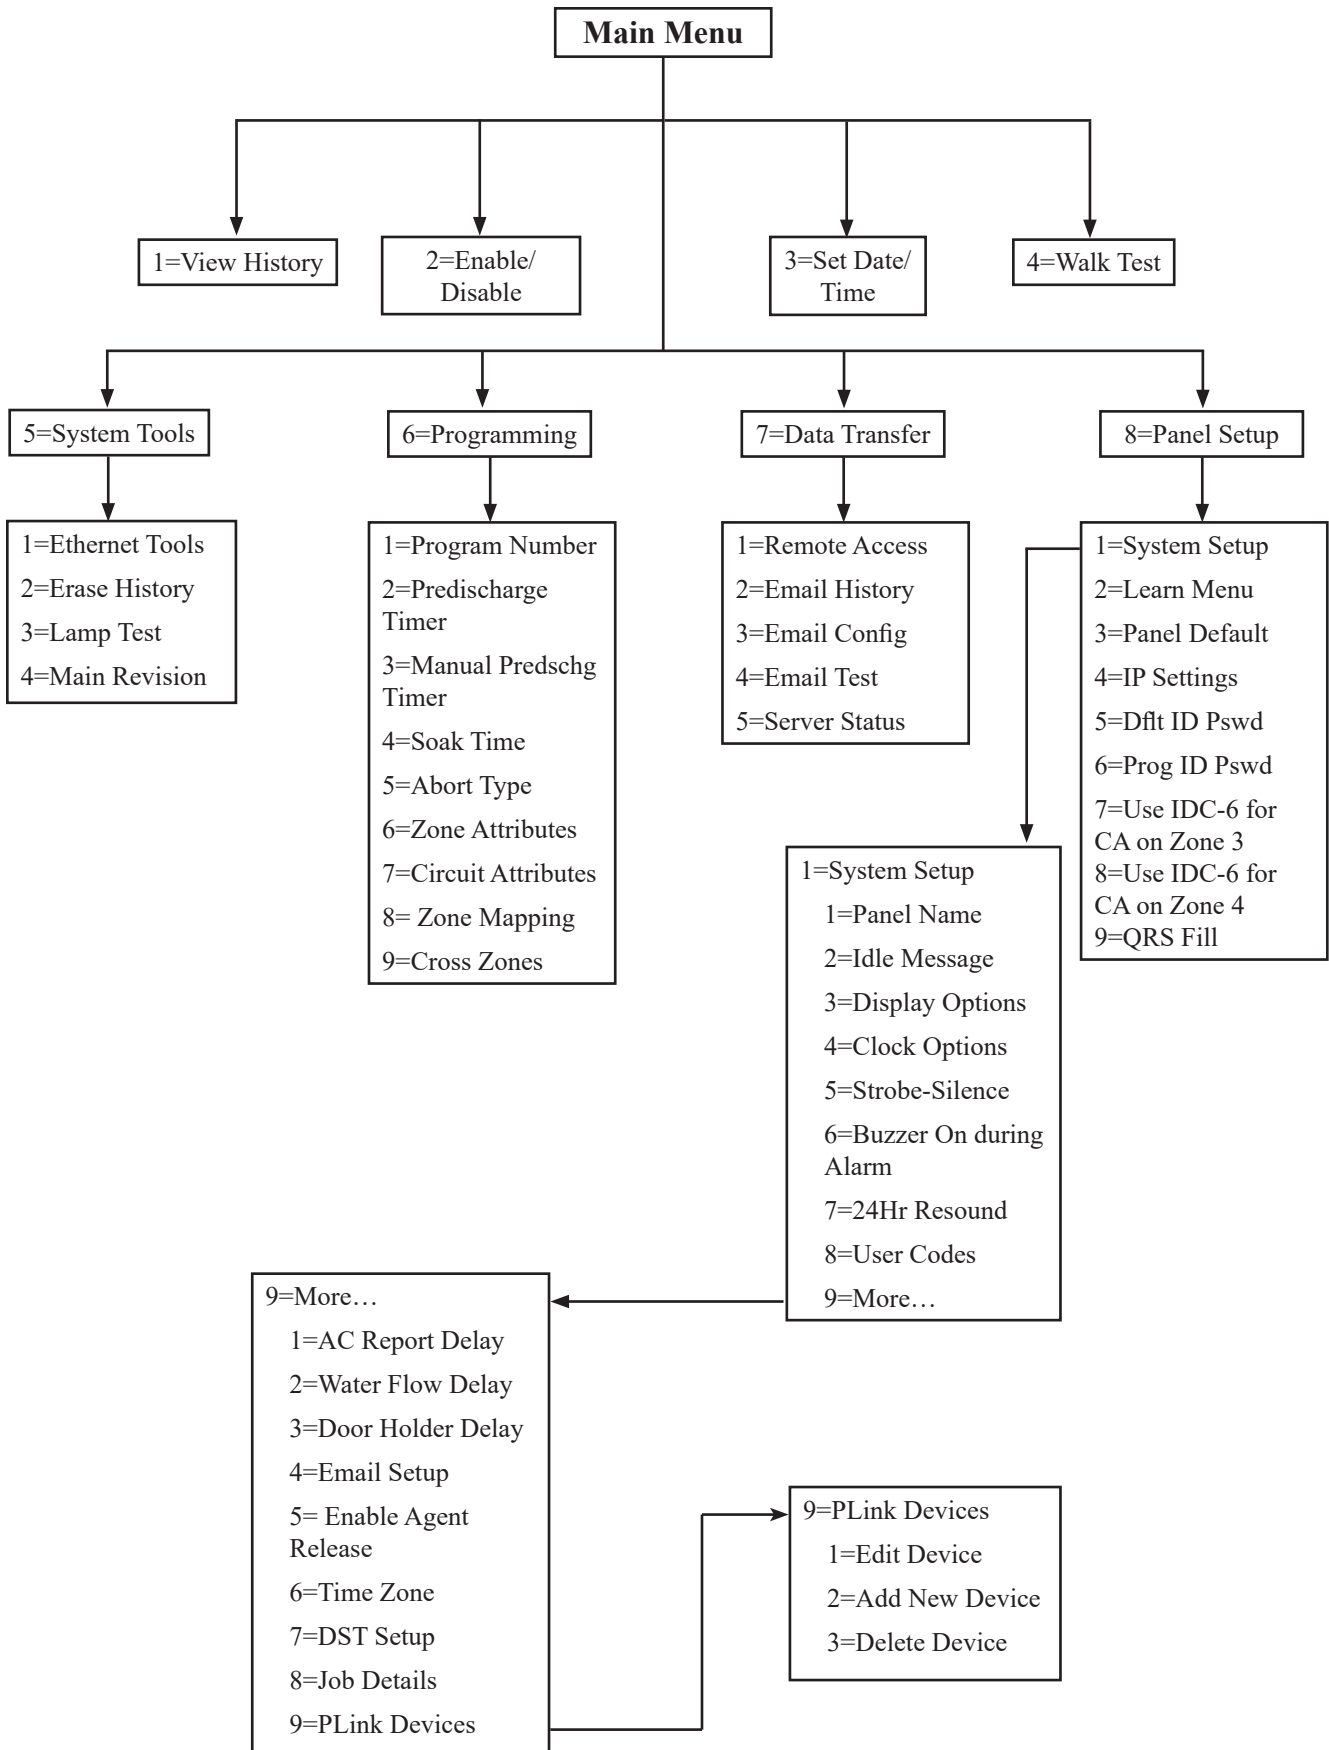 Main Menu
1=View History
2=Enable/
Disable
3=Set Date/
Time
4=Walk Test
5=System Tools
6=Programming
7=Data Transfer
8=Panel Setup
1=Ethernet Tools
2=Erase History
3=Lamp Test
4=Main Revision
1=Program Number
2=Predischarge
Timer
3=Manual Predschg
Timer
4=Soak Time
5=Abort Type
6=Zone Attributes
7=Circuit Attributes
8= Zone Mapping
9=Cross Zones
1=Remote Access
2=Email History
3=Email Config
4=Email Test
5=Server Status
1=System Setup
2=Learn Menu
3=Panel Default
4=IP Settings
5=Dflt ID Pswd
6=Prog ID Pswd
7=Use IDC-6 for
CA on Zone 3
8=Use IDC-6 for
CA on Zone 4
9=QRS Fill
1=System Setup
1=Panel Name
2=Idle Message
3=Display Options
4=Clock Options
5=Strobe-Silence
6=Buzzer On during
Alarm
7=24Hr Resound
8=User Codes
9=More…
9=More…
1=AC Report Delay
2=Water Flow Delay
3=Door Holder Delay
4=Email Setup
5= Enable Agent
Release
6=Time Zone
7=DST Setup
8=Job Details
9=PLink Devices
9=PLink Devices
1=Edit Device
2=Add New Device
3=Delete Device